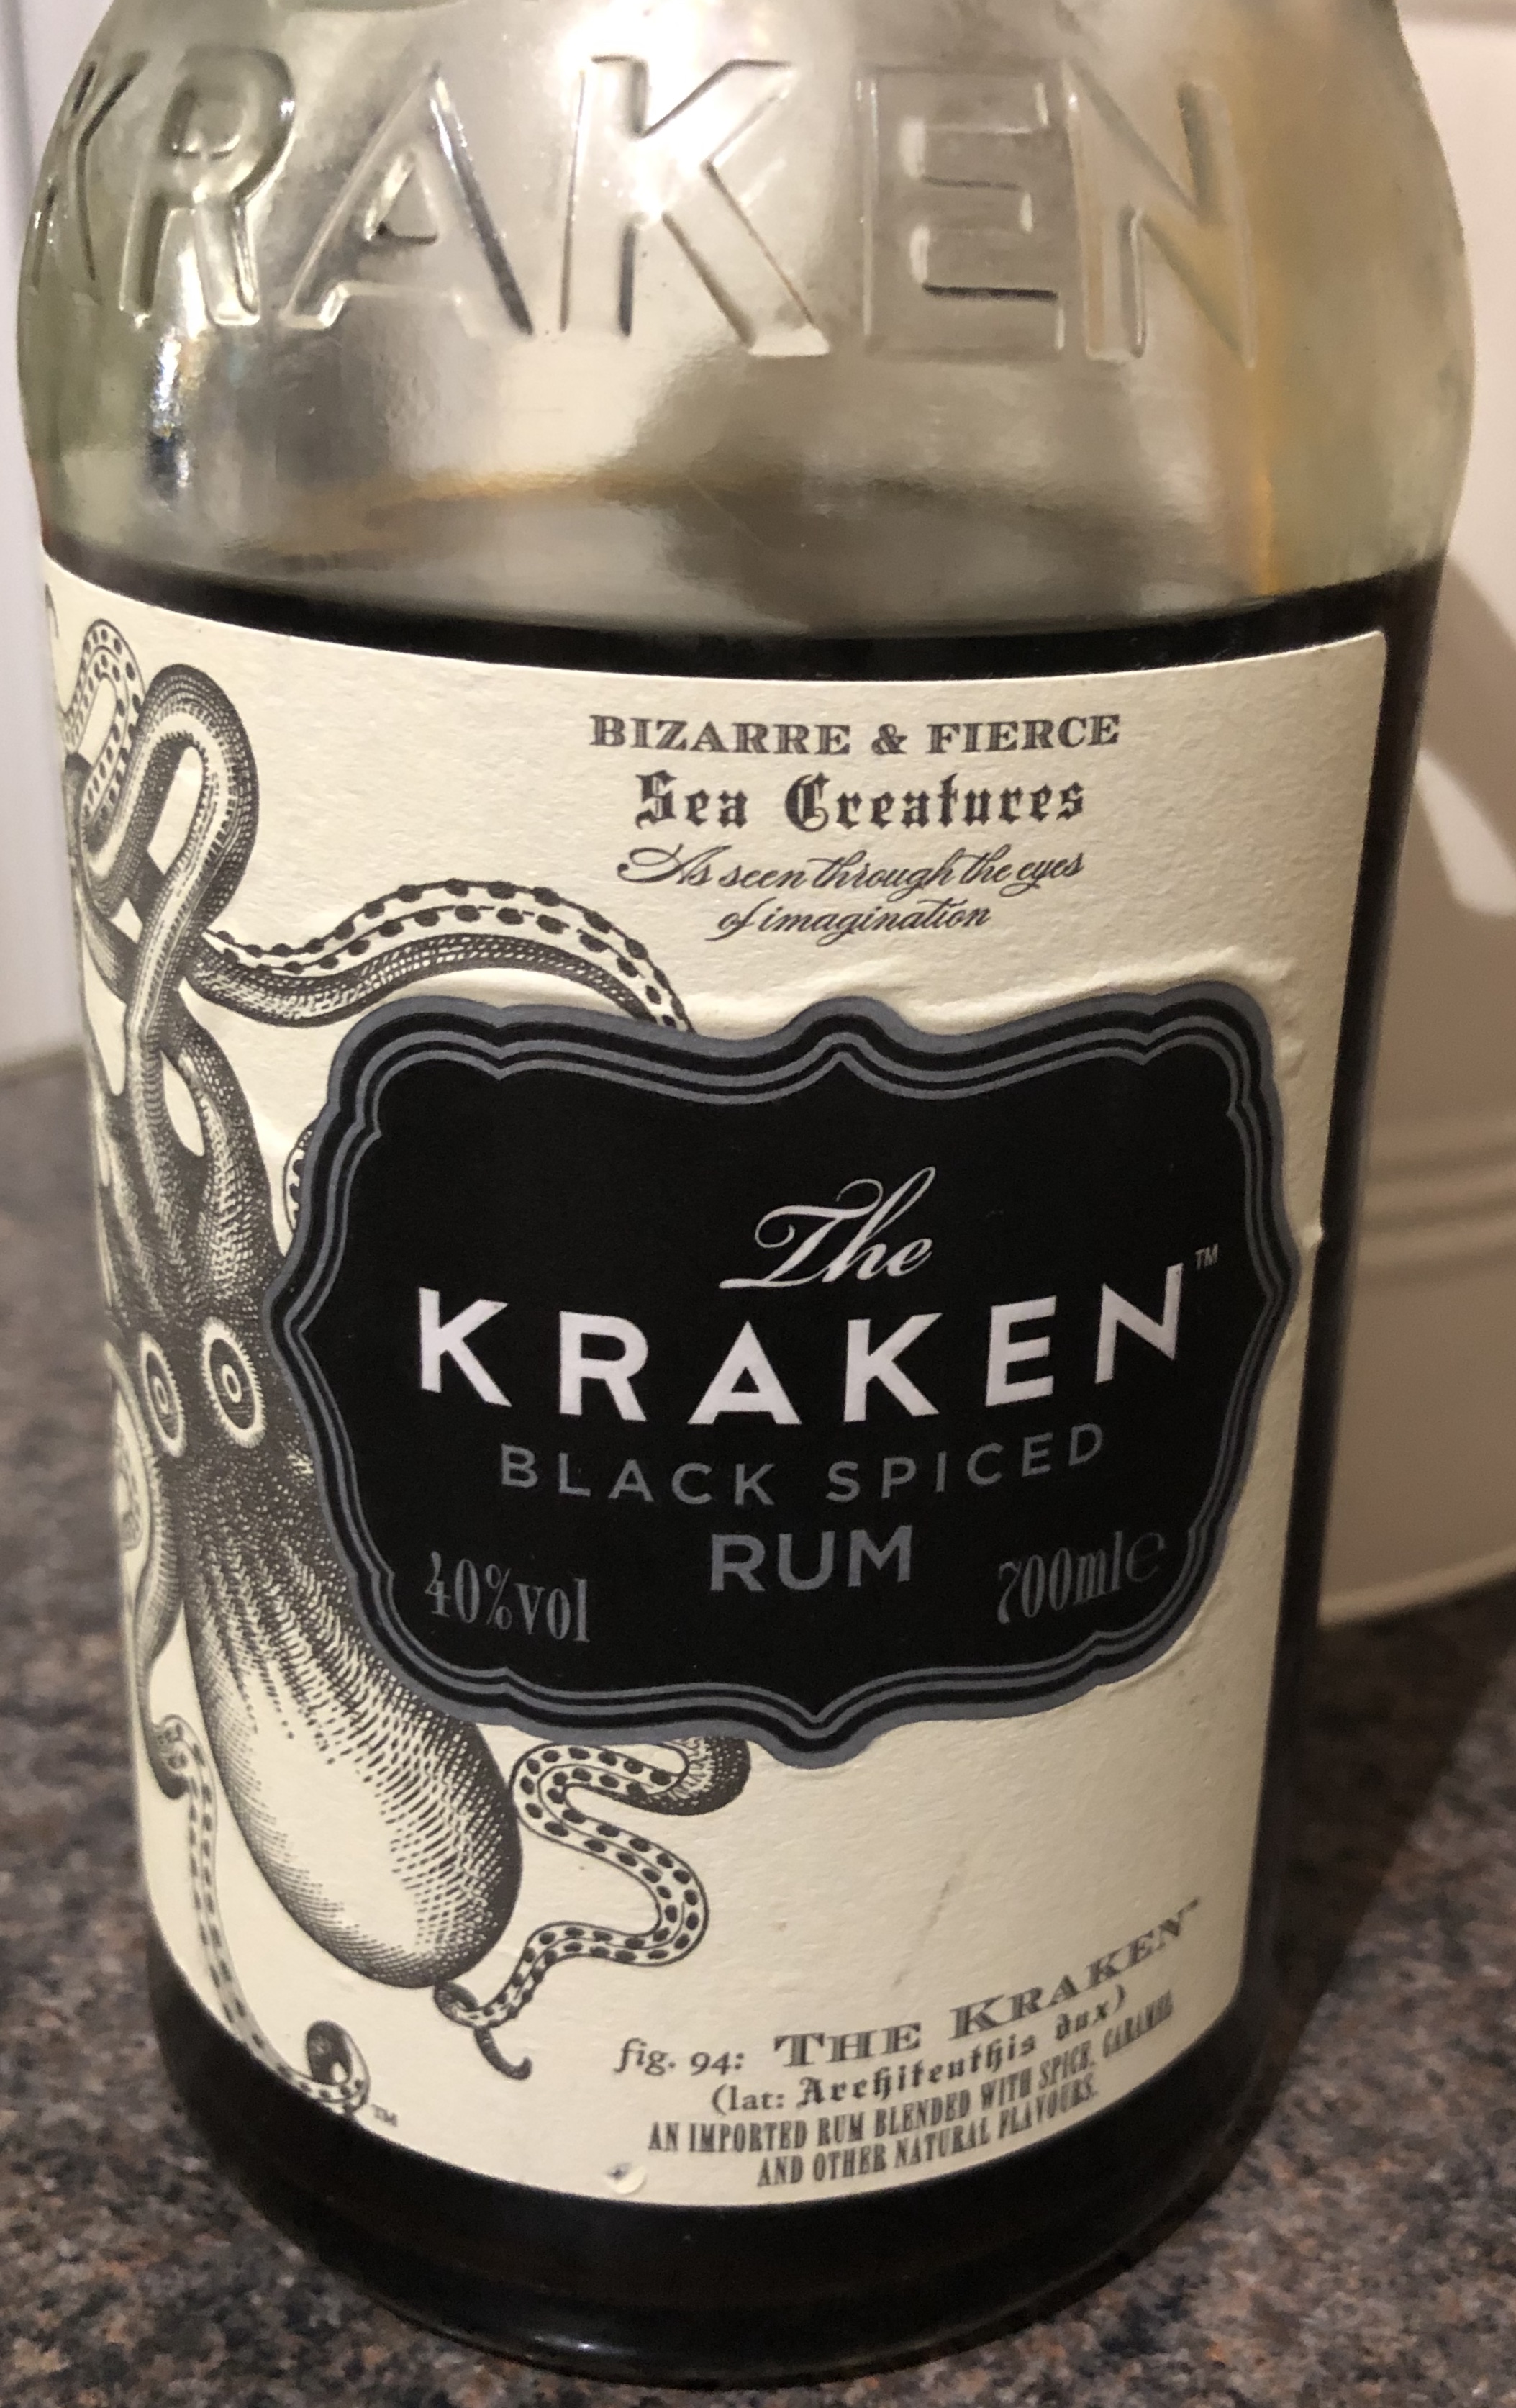 KRAKEN
BIZARRE & FIERCE
Sea Creatures
As seen through the eyes
of imagination
The
KRAKEN™
BLACK SPICED
RUM
40%vol
700ml℮
fig. 94: THE KRAKEN™
(lat: Architeuthis dux)
AN IMPORTED RUM BLENDED WITH SPICE, CARAMEL
AND OTHER NATURAL FLAVOURS.
TM